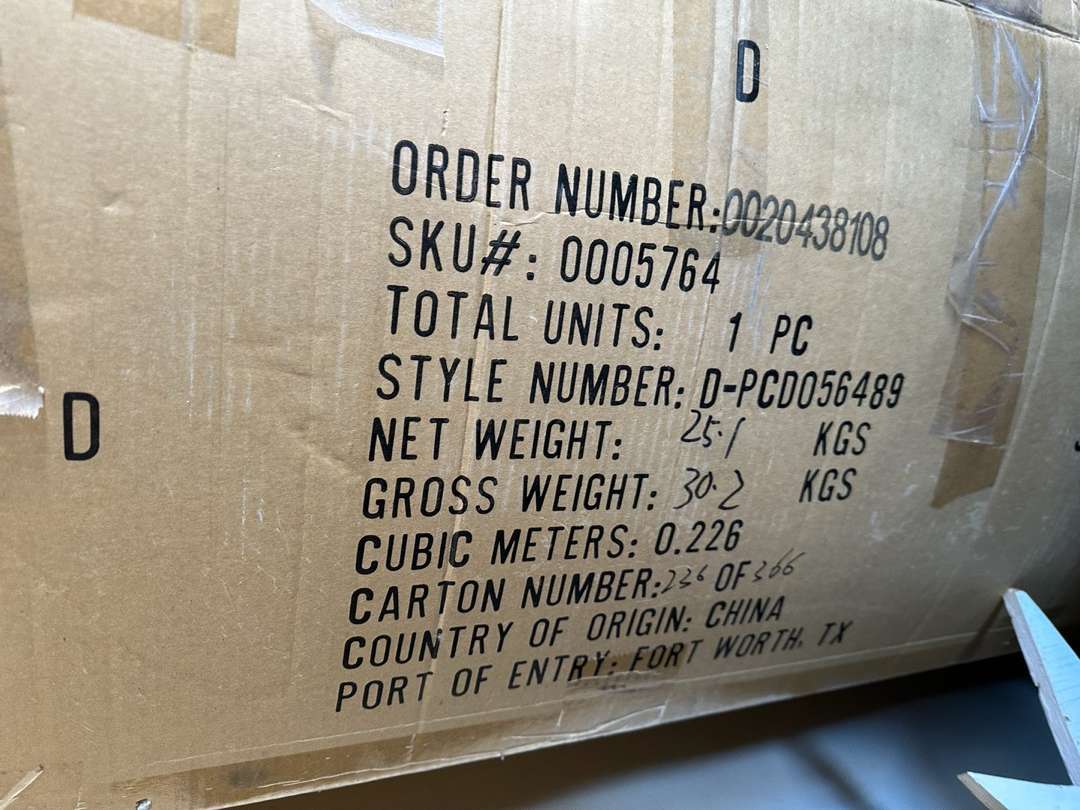 D
ORDER NUMBER:0020438108
SKU#: 0005764
TOTAL UNITS: 1 PC
STYLE NUMBER: D-PCD056489
D
NET WEIGHT: 25.1 KGS
GROSS WEIGHT: 30.2 KGS
CUBIC METERS: 0.226
CARTON NUMBER:236 OF 366
COUNTRY OF ORIGIN: CHINA
PORT OF ENTRY: FORT WORTH, TX